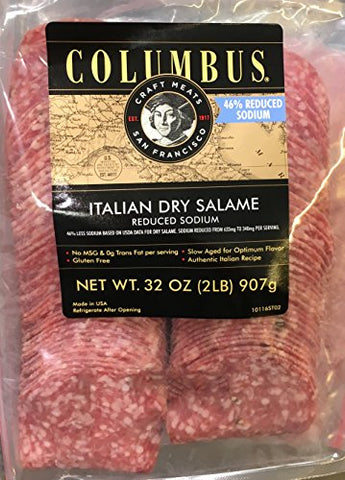 COLUMBUS®
CRAFT MEATS
EST. 1917
SAN FRANCISCO
46% REDUCED
SODIUM
ITALIAN DRY SALAME
REDUCED SODIUM
46% LESS SODIUM BASED ON USDA DATA FOR DRY SALAME. SODIUM REDUCED FROM 635mg TO 340mg PER SERVING.
• No MSG & 0g Trans Fat per serving
• Gluten Free
• Slow Aged for Optimum Flavor
• Authentic Italian Recipe
NET WT. 32 OZ (2LB) 907g
Made in USA
Refrigerate After Opening
10116ST02